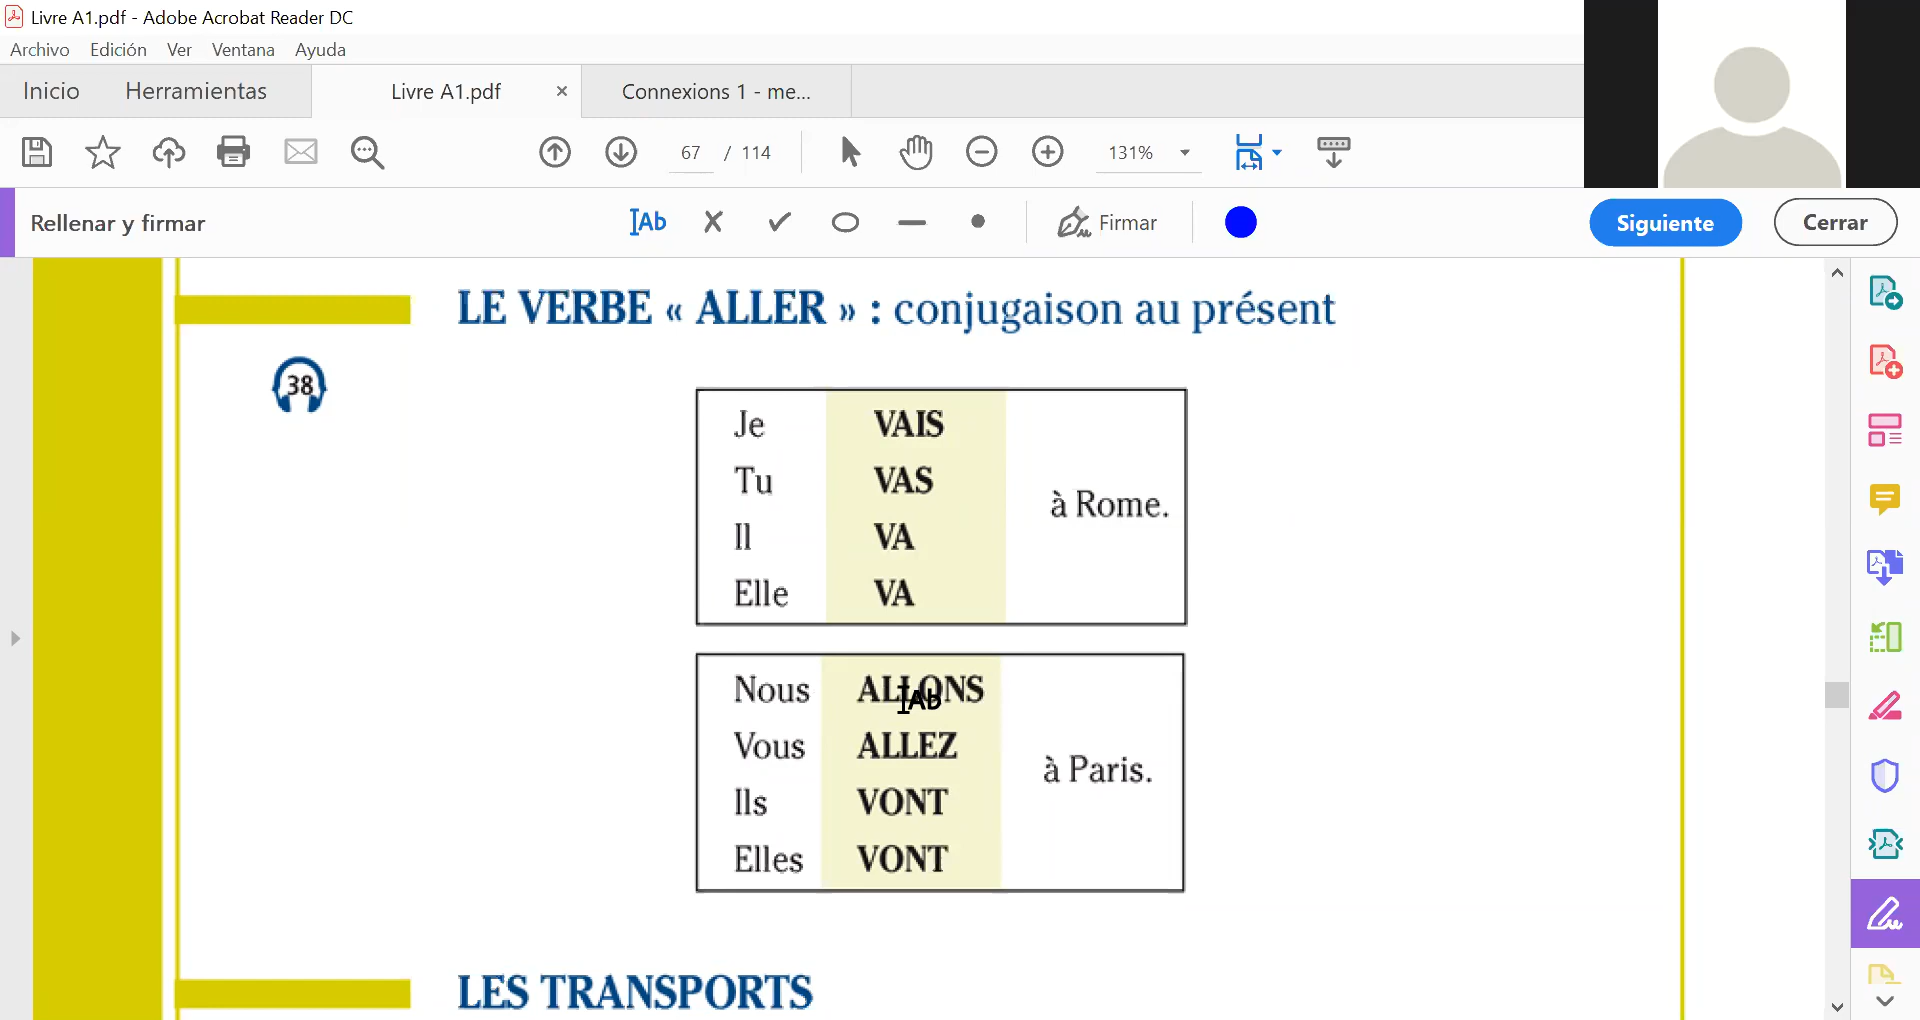 Livre A1.pdf - Adobe Acrobat Reader DC
Archivo Edición Ver Ventana Ayuda
Inicio Herramientas Livre A1.pdf × Connexions 1 - me...
67 / 114 131%
Rellenar y firmar IAb Firmar Siguiente Cerrar
LE VERBE « ALLER » : conjugaison au présent
38
Je VAIS
Tu VAS
à Rome.
Il VA
Elle VA
Nous ALLONS
IAb
Vous ALLEZ
à Paris.
Ils VONT
Elles VONT
LES TRANSPORTS